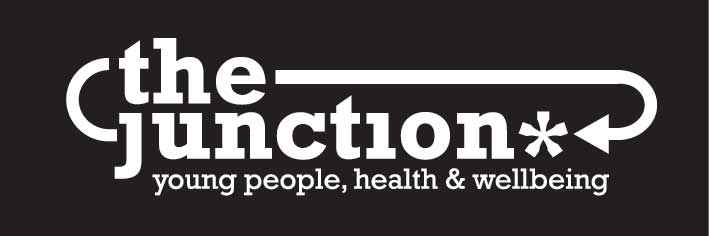 the
junction*
young people, health & wellbeing